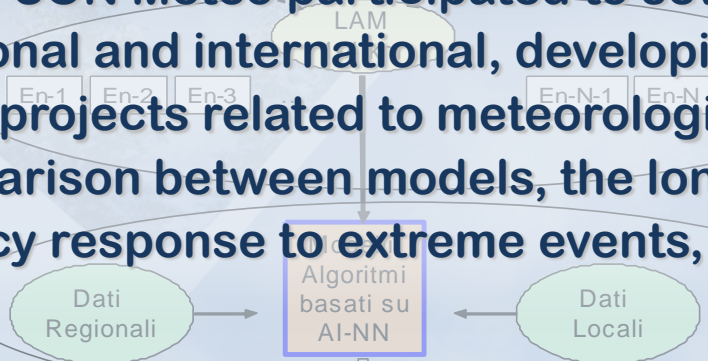 LAM
onal and international, developi
En-1 En-2 En-3 En-N-1 En-N
projects related to meteorologi
arison between models, the lon
cy response to extreme events,
Algoritmi
basati su
AI-NN
Dati
Regionali
Dati
Locali